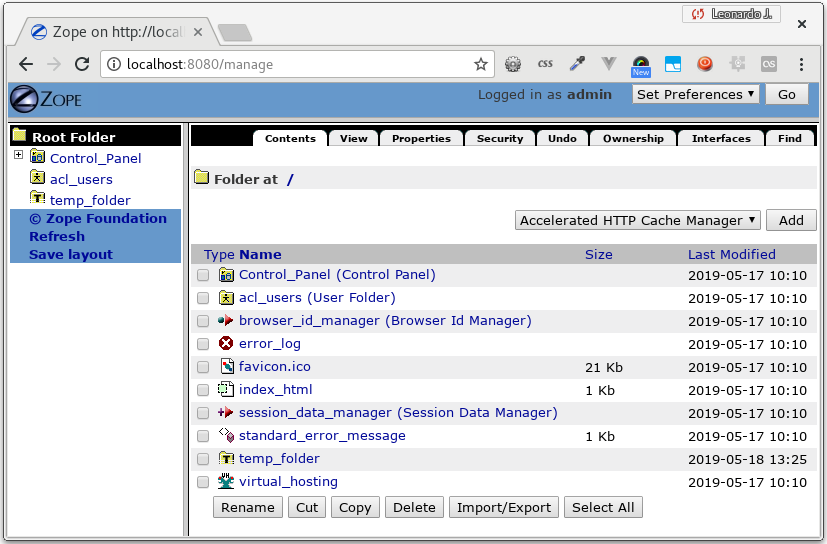 Leonardo J.
Zope on http://local
localhost:8080/manage
css
New
as
ZOPE
Logged in as admin
Set Preferences
Go
Root Folder
Control_Panel
acl_users
temp_folder
© Zope Foundation
Refresh
Save layout
Contents View Properties Security Undo Ownership Interfaces Find
Folder at /
Accelerated HTTP Cache Manager Add
Type Name Size Last Modified
Control_Panel (Control Panel) 2019-05-17 10:10
acl_users (User Folder) 2019-05-17 10:10
browser_id_manager (Browser Id Manager) 2019-05-17 10:10
error_log 2019-05-17 10:10
favicon.ico 21 Kb 2019-05-17 10:10
index_html 1 Kb 2019-05-17 10:10
session_data_manager (Session Data Manager) 2019-05-17 10:10
standard_error_message 1 Kb 2019-05-17 10:10
temp_folder 2019-05-18 13:25
virtual_hosting 2019-05-17 10:10
Rename Cut Copy Delete Import/Export Select All